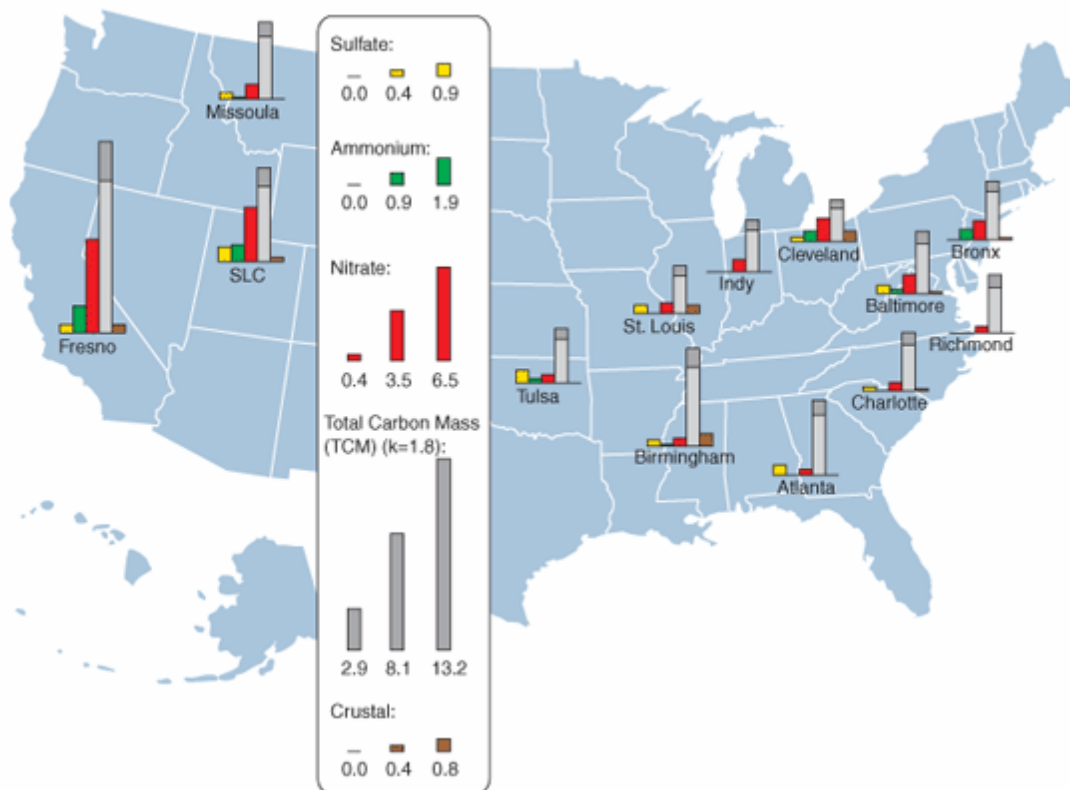 Sulfate:
0.0 0.4 0.9
Ammonium:
0.0 0.9 1.9
Nitrate:
0.4 3.5 6.5
Total Carbon Mass
(TCM) (k=1.8):
2.9 8.1 13.2
Crustal:
0.0 0.4 0.8
Missoula
SLC
Fresno
Tulsa
St. Louis
Indy
Cleveland
Bronx
Baltimore
Richmond
Charlotte
Birmingham
Atlanta